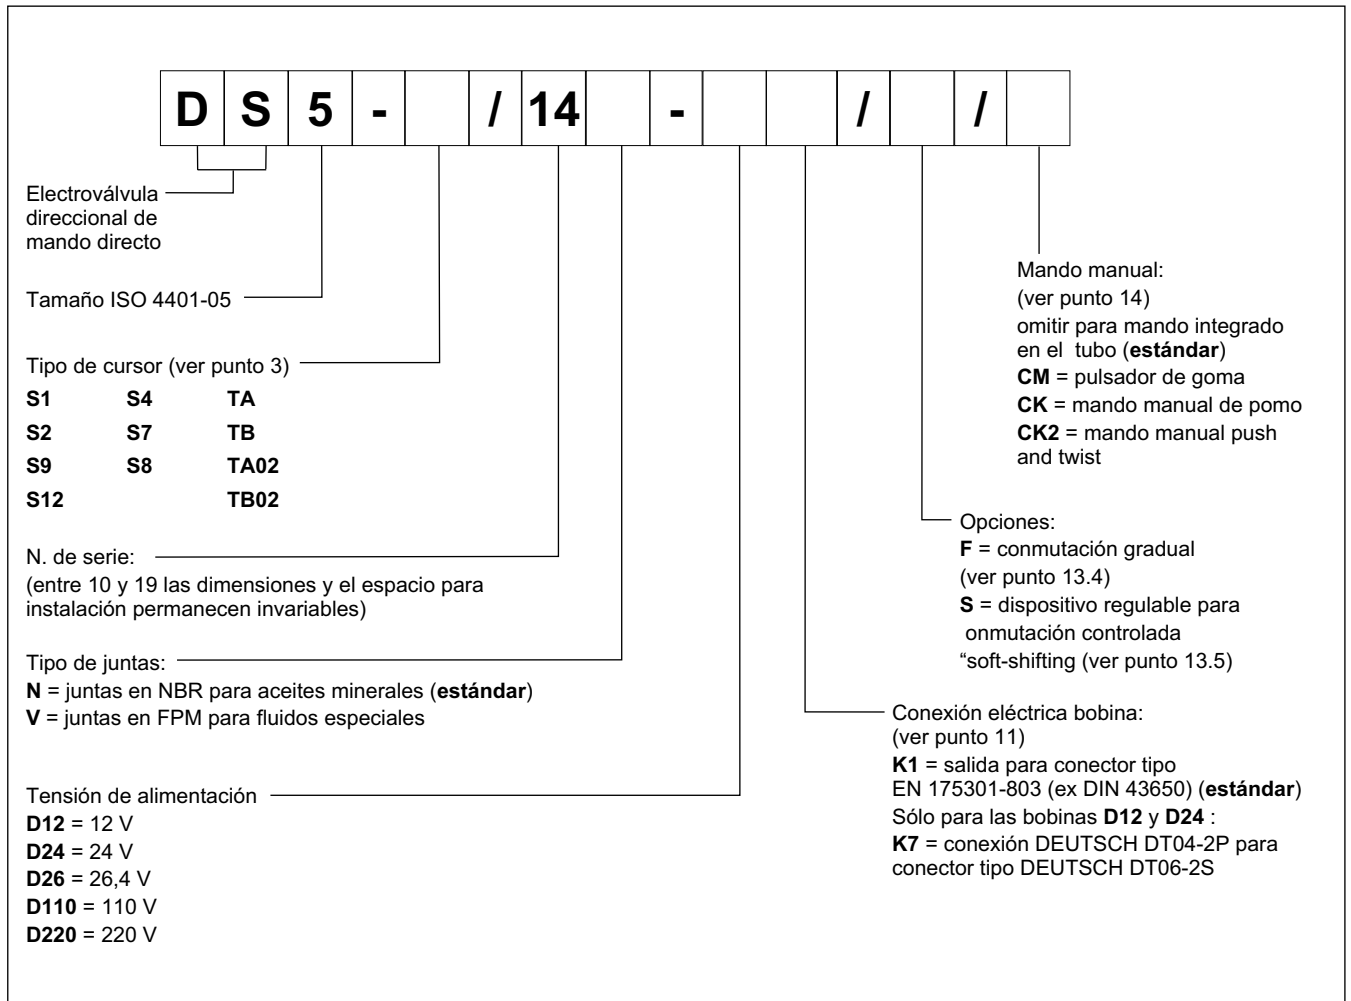 D S 5 - / 14 - / /
Electroválvula
direccional de
mando directo
Tamaño ISO 4401-05
Tipo de cursor (ver punto 3)
S1 S4 TA
S2 S7 TB
S9 S8 TA02
S12 TB02
N. de serie:
(entre 10 y 19 las dimensiones y el espacio para
instalación permanecen invariables)
Tipo de juntas:
N = juntas en NBR para aceites minerales (estándar)
V = juntas en FPM para fluidos especiales
Tensión de alimentación
D12 = 12 V
D24 = 24 V
D26 = 26,4 V
D110 = 110 V
D220 = 220 V
Mando manual:
(ver punto 14)
omitir para mando integrado
en el tubo (estándar)
CM = pulsador de goma
CK = mando manual de pomo
CK2 = mando manual push
and twist
Opciones:
F = conmutación gradual
(ver punto 13.4)
S = dispositivo regulable para
onmutación controlada
“soft-shifting (ver punto 13.5)
Conexión eléctrica bobina:
(ver punto 11)
K1 = salida para conector tipo
EN 175301-803 (ex DIN 43650) (estándar)
Sólo para las bobinas D12 y D24 :
K7 = conexión DEUTSCH DT04-2P para
conector tipo DEUTSCH DT06-2S